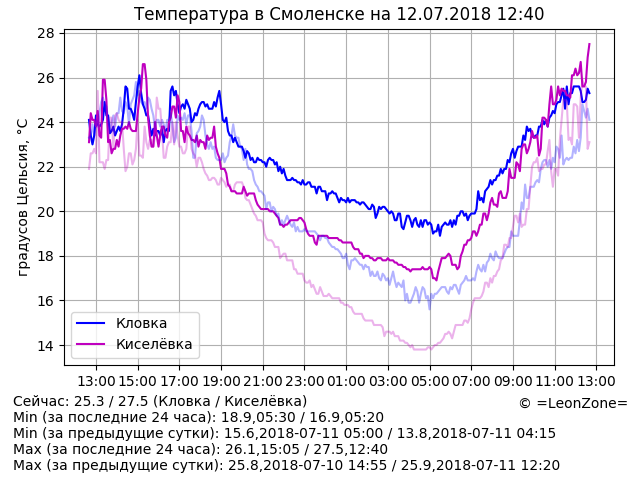 Температура в Смоленске на 12.07.2018 12:40
градусов Цельсия, °C
28
26
24
22
20
18
16
14
Кловка
Киселёвка
13:00 15:00 17:00 19:00 21:00 23:00 01:00 03:00 05:00 07:00 09:00 11:00 13:00
Сейчас: 25.3 / 27.5 (Кловка / Киселёвка)
© =LeonZone=
Min (за последние 24 часа): 18.9,05:30 / 16.9,05:20
Min (за предыдущие сутки): 15.6,2018-07-11 05:00 / 13.8,2018-07-11 04:15
Max (за последние 24 часа): 26.1,15:05 / 27.5,12:40
Max (за предыдущие сутки): 25.8,2018-07-10 14:55 / 25.9,2018-07-11 12:20